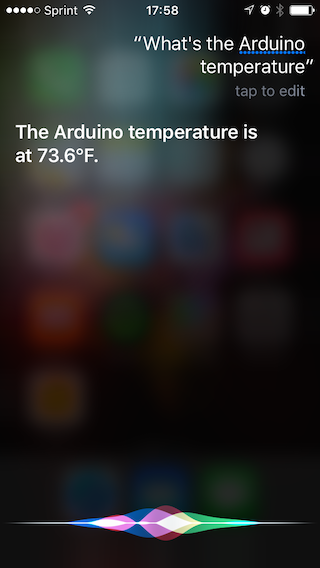 Sprint 17:58
“What's the Arduino
temperature”
tap to edit
The Arduino temperature is
at 73.6°F.